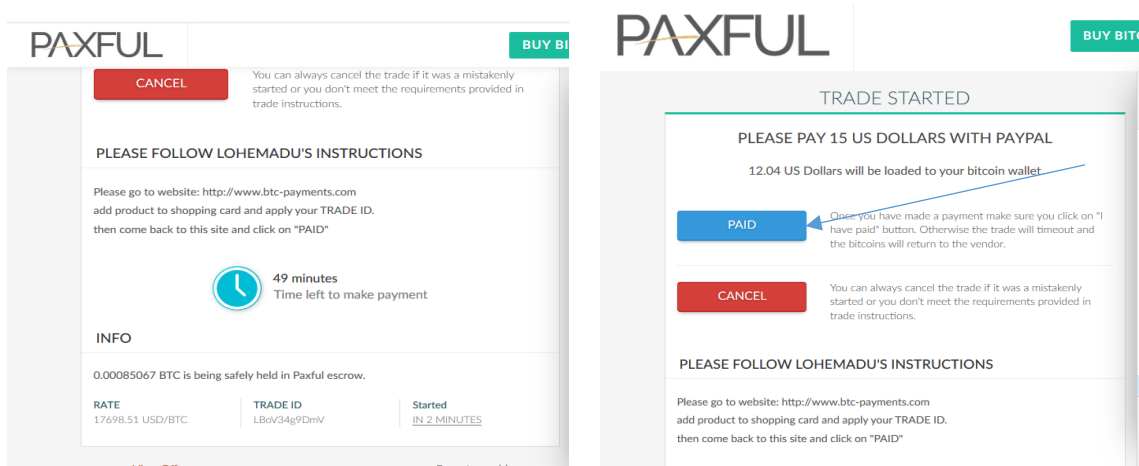 PAXFUL
BUY BI
CANCEL
You can always cancel the trade if it was a mistakenly
started or you don't meet the requirements provided in
trade instructions.
PLEASE FOLLOW LOHEMADU'S INSTRUCTIONS
Please go to website: http://www.btc-payments.com
add product to shopping card and apply your TRADE ID.
then come back to this site and click on "PAID"
49 minutes
Time left to make payment
INFO
0.00085067 BTC is being safely held in Paxful escrow.
RATE TRADE ID Started
17698.51 USD/BTC LBoV34g9DmV IN 2 MINUTES
PAXFUL
BUY BITC
TRADE STARTED
PLEASE PAY 15 US DOLLARS WITH PAYPAL
12.04 US Dollars will be loaded to your bitcoin wallet
PAID
Once you have made a payment make sure you click on "I
have paid" button. Otherwise the trade will timeout and
the bitcoins will return to the vendor.
CANCEL
You can always cancel the trade if it was a mistakenly
started or you don't meet the requirements provided in
trade instructions.
PLEASE FOLLOW LOHEMADU'S INSTRUCTIONS
Please go to website: http://www.btc-payments.com
add product to shopping card and apply your TRADE ID.
then come back to this site and click on "PAID"